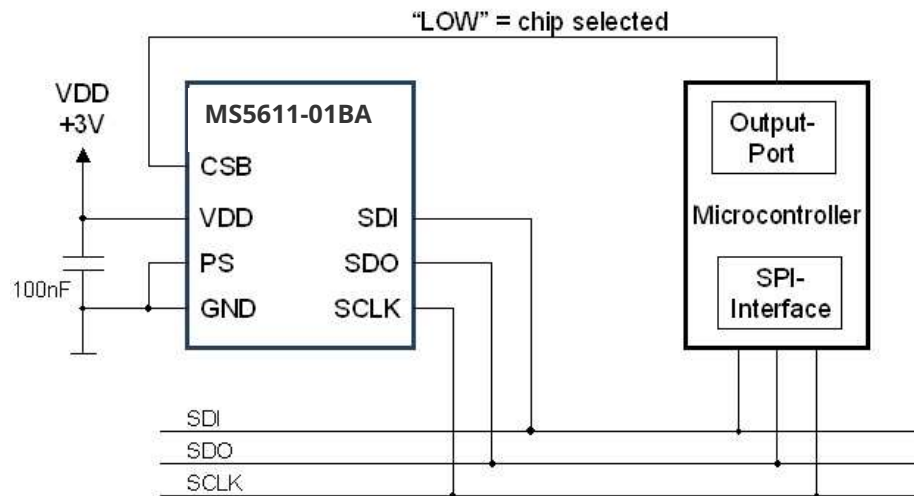 “LOW” = chip selected
VDD
+3V
100nF
MS5611-01BA
CSB
VDD
PS
GND
SDI
SDO
SCLK
Output-
Port
Microcontroller
SPI-
Interface
SDI
SDO
SCLK